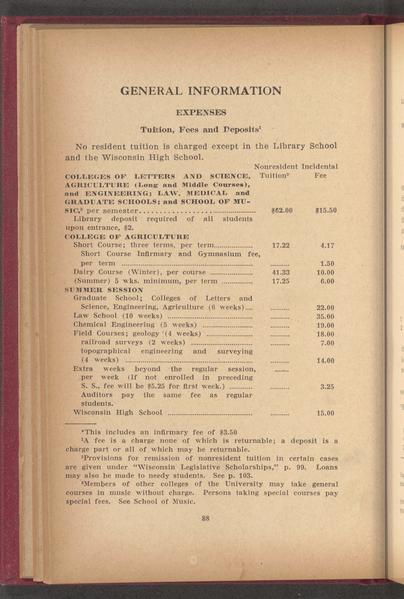 GENERAL INFORMATION
EXPENSES
Tuition, Fees and Deposits¹
No resident tuition is charged except in the Library School
and the Wisconsin High School.
Nonresident Incidental
COLLEGES OF LETTERS AND SCIENCE, Tuition² Fee
AGRICULTURE (Long and Middle Courses),
and ENGINEERING; LAW, MEDICAL and
GRADUATE SCHOOLS; and SCHOOL OF MU-
SIC,³ per semester........................................ $62.00 $15.50
Library deposit required of all students
upon entrance, $2.
COLLEGE OF AGRICULTURE
Short Course; three terms, per term................ 17.22 4.17
Short Course Infirmary and Gymnasium fee,
per term ........................................ ......... 1.50
Dairy Course (Winter), per course ................ 41.33 10.00
(Summer) 5 wks. minimum, per term ............ 17.25 6.00
SUMMER SESSION
Graduate School; Colleges of Letters and
Science, Engineering, Agriculture (6 weeks).... ......... 22.00
Law School (10 weeks) ................................ ......... 35.00
Chemical Engineering (5 weeks) .................... ......... 19.00
Field Courses; geology (4 weeks) .................... ......... 18.00
railroad surveys (2 weeks) ........................ ......... 7.00
topographical engineering and surveying
(4 weeks) ........................................ ......... 14.00
Extra weeks beyond the regular session, .......
per week (If not enrolled in preceding
S. S., fee will be $5.25 for first week.) .......... ......... 3.25
Auditors pay the same fee as regular
students.
Wisconsin High School ................................ ......... 15.00
*This includes an infirmary fee of $3.50
¹A fee is a charge none of which is returnable; a deposit is a
charge part or all of which may be returnable.
²Provisions for remission of nonresident tuition in certain cases
are given under "Wisconsin Legislative Scholarships," p. 99. Loans
may also be made to needy students. See p. 103.
³Members of other colleges of the University may take general
courses in music without charge. Persons taking special courses pay
special fees. See School of Music.
88